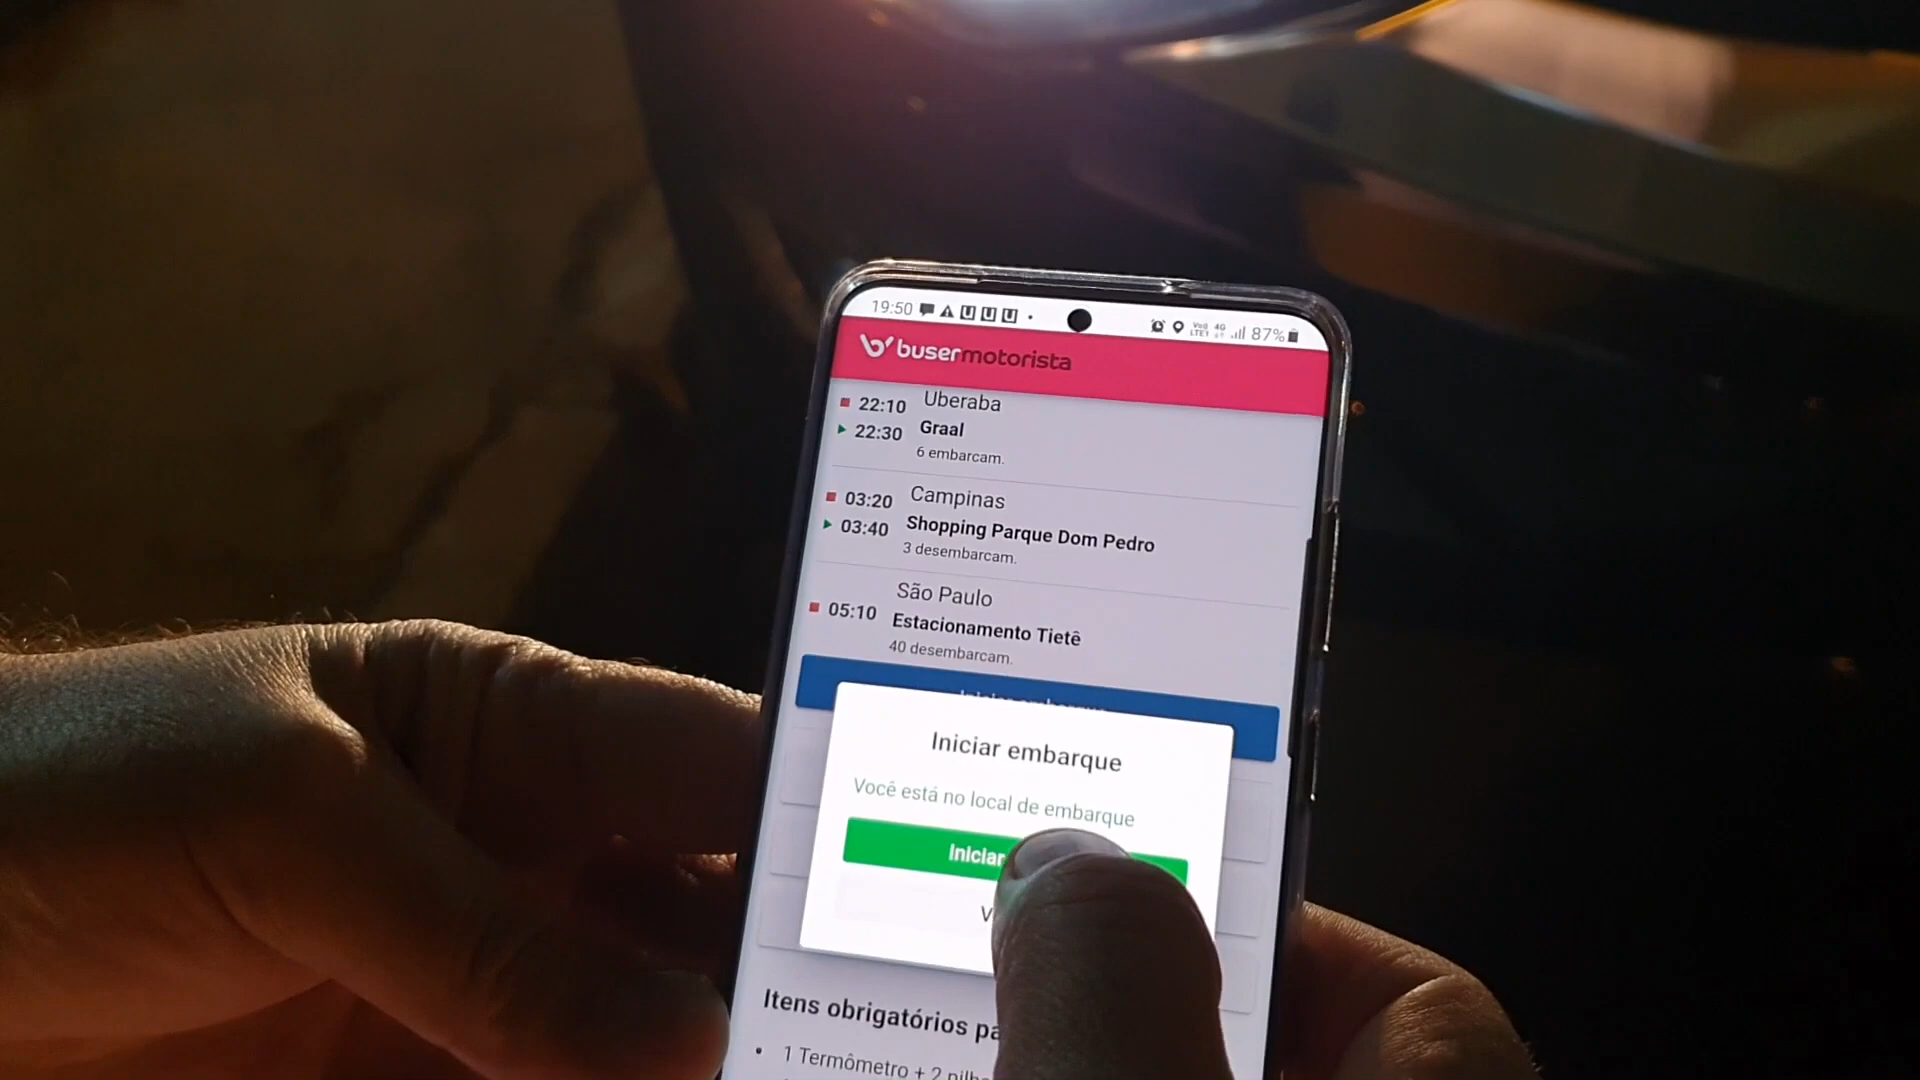 19:50 87%
busermotorista
Uberaba
22:10
22:30 Graal
6 embarcam.
Campinas
03:20
03:40 Shopping Parque Dom Pedro
3 desembarcam.
São Paulo
05:10 Estacionamento Tietê
40 desembarcam.
Iniciar embarque
Você está no local de embarque
Iniciar
Itens obrigatórios
1 Termômetro + 2